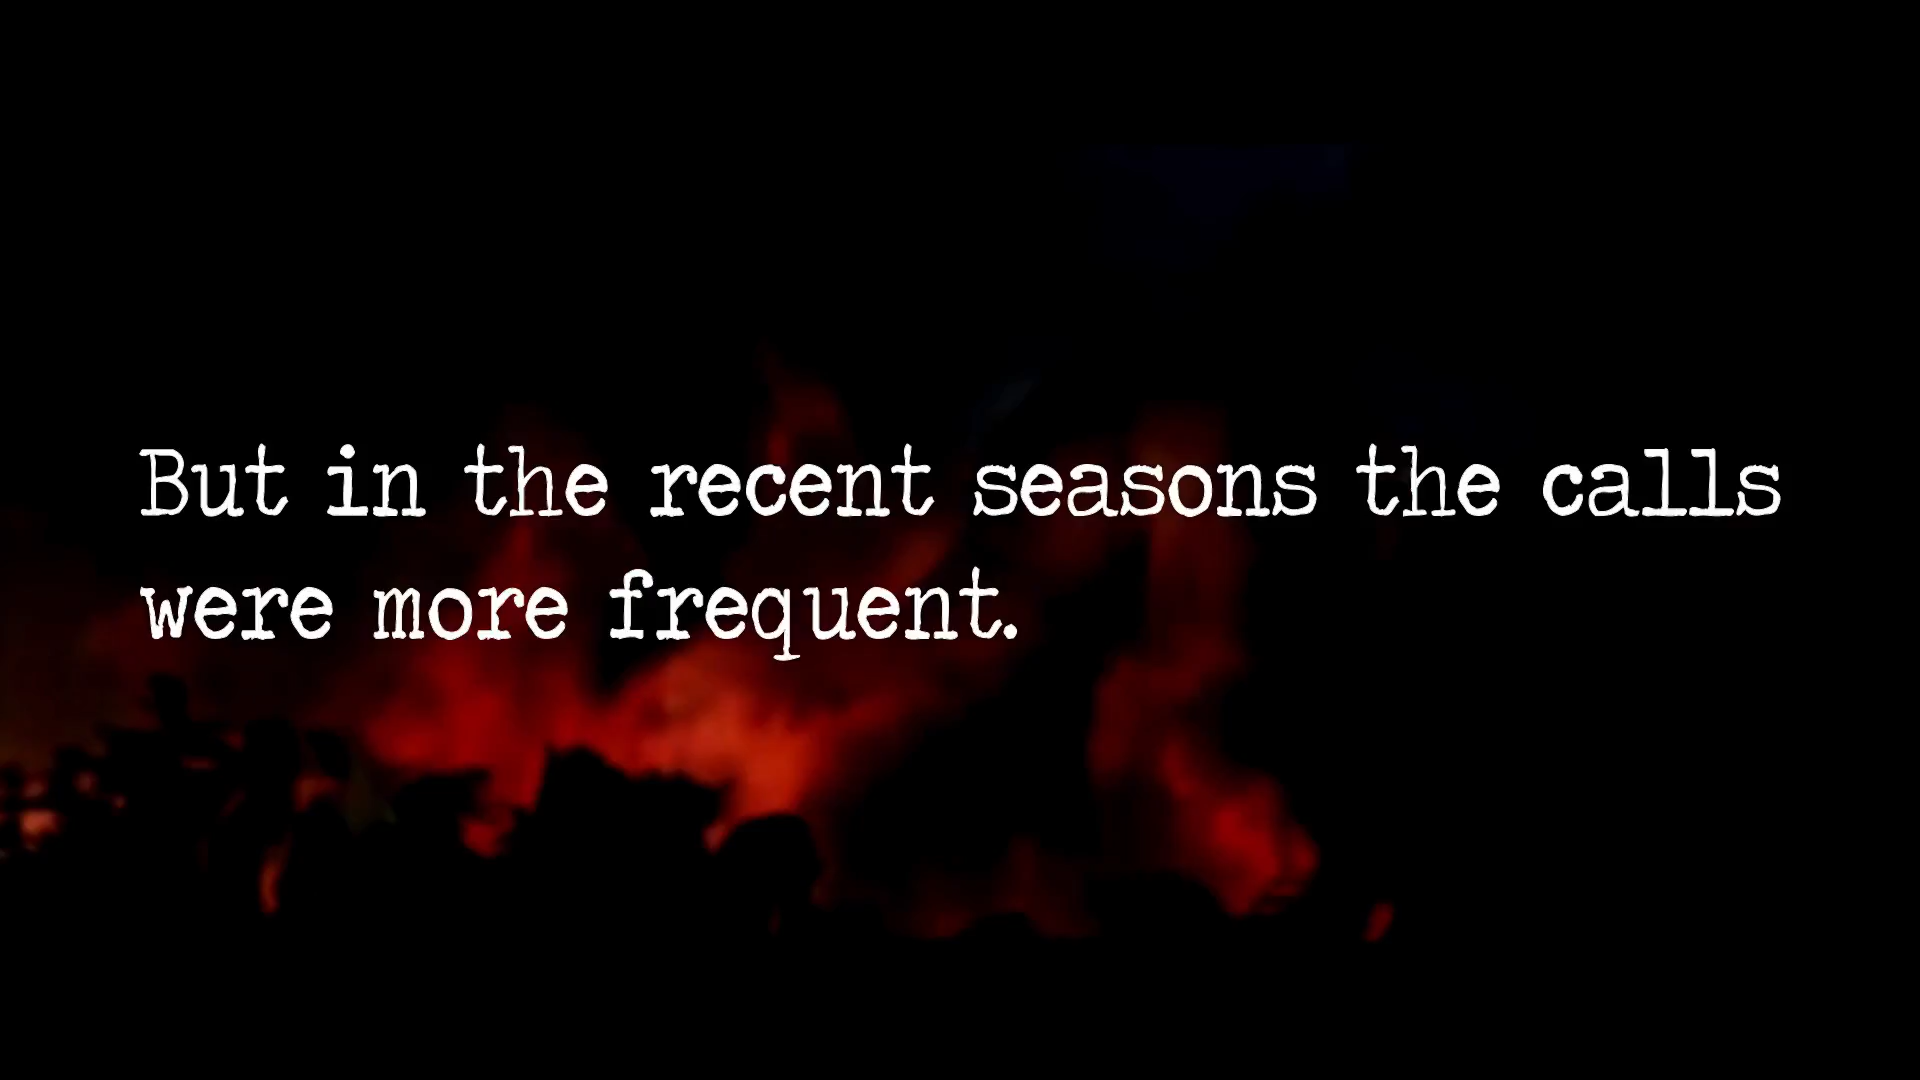 But in the recent seasons the calls
were more frequent.